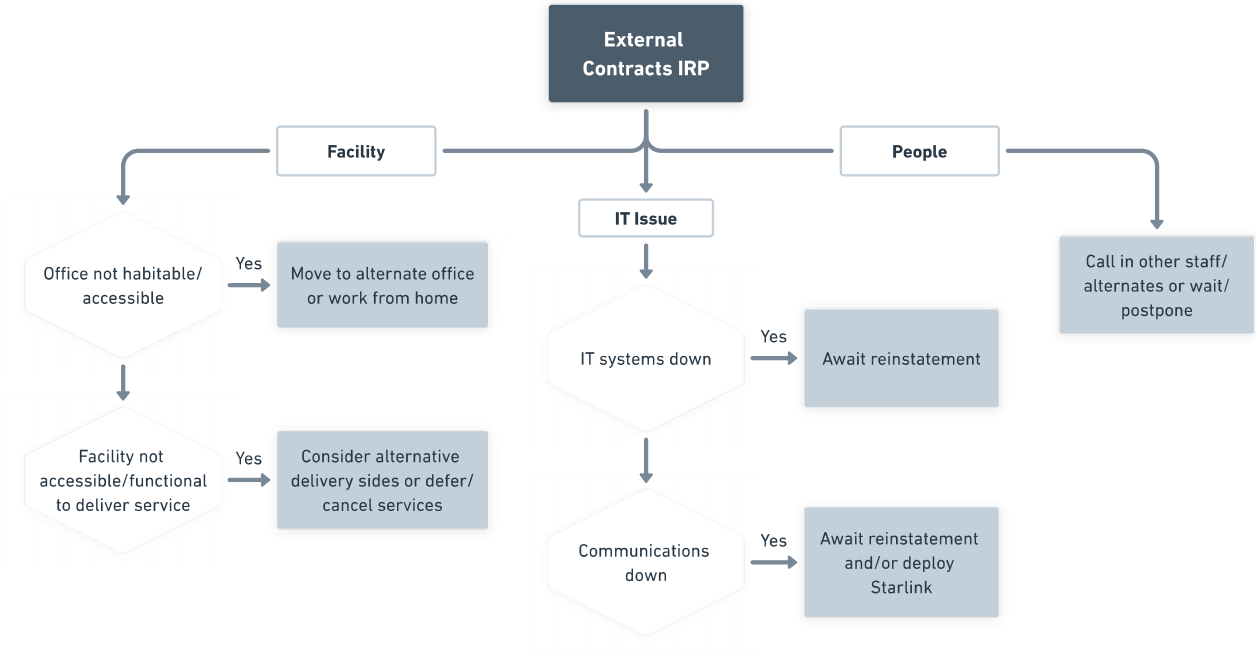 External
Contracts IRP
Facility
People
IT Issue
Office not habitable/
accessible
Yes
Move to alternate office
or work from home
Call in other staff/
alternates or wait/
postpone
IT systems down
Yes
Await reinstatement
Facility not
accessible/functional
to deliver service
Yes
Consider alternative
delivery sides or defer/
cancel services
Communications
down
Yes
Await reinstatement
and/or deploy
Starlink